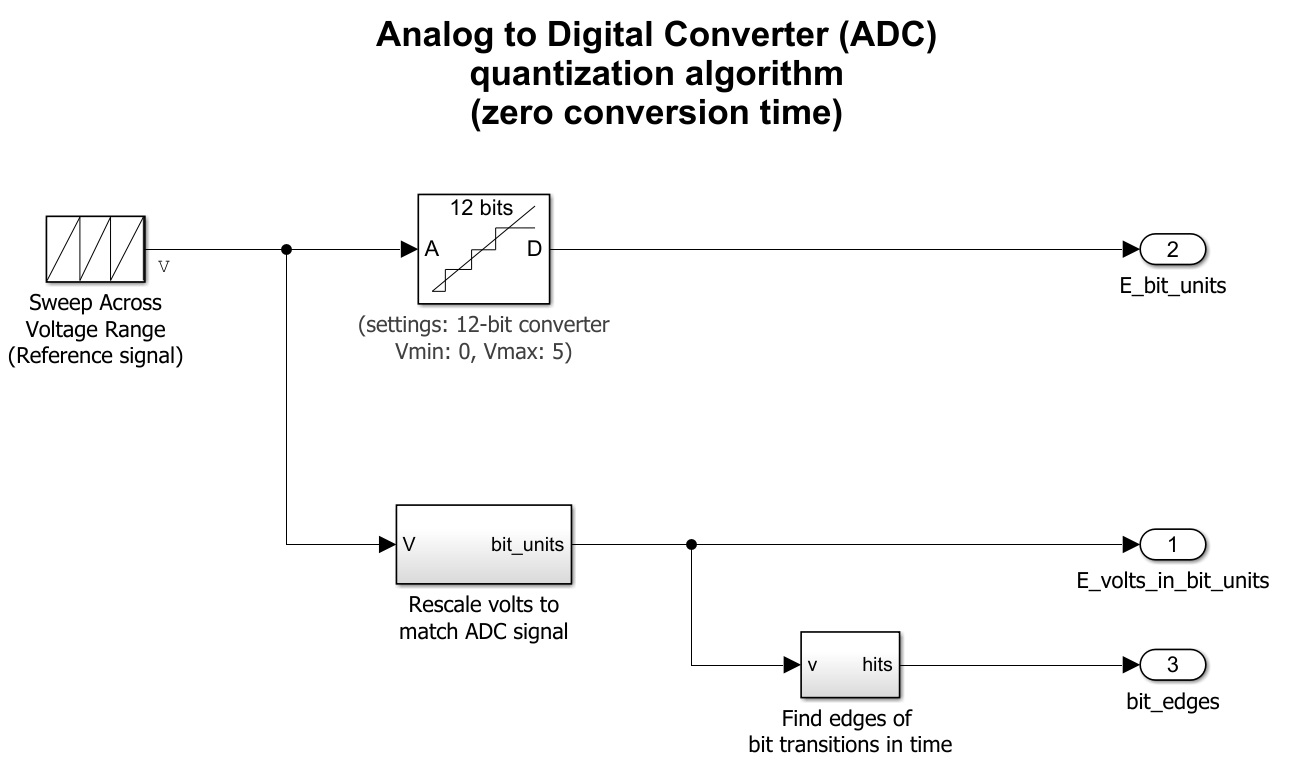 Analog to Digital Converter (ADC)
quantization algorithm
(zero conversion time)
12 bits
A
D
2
V
E_bit_units
Sweep Across
Voltage Range
(Reference signal)
(settings: 12-bit converter
Vmin: 0, Vmax: 5)
V
bit_units
1
E_volts_in_bit_units
Rescale volts to
match ADC signal
v
hits
3
bit_edges
Find edges of
bit transitions in time